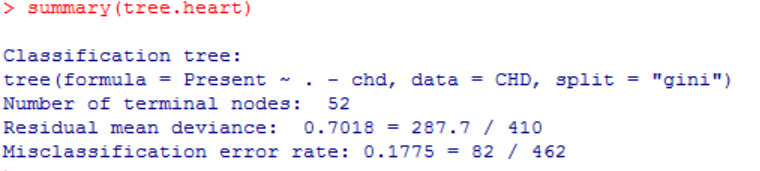 > summary(tree.heart)
Classification tree:
tree(formula = Present ~ . - chd, data = CHD, split = "gini")
Number of terminal nodes:  52
Residual mean deviance:  0.7018 = 287.7 / 410
Misclassification error rate: 0.1775 = 82 / 462